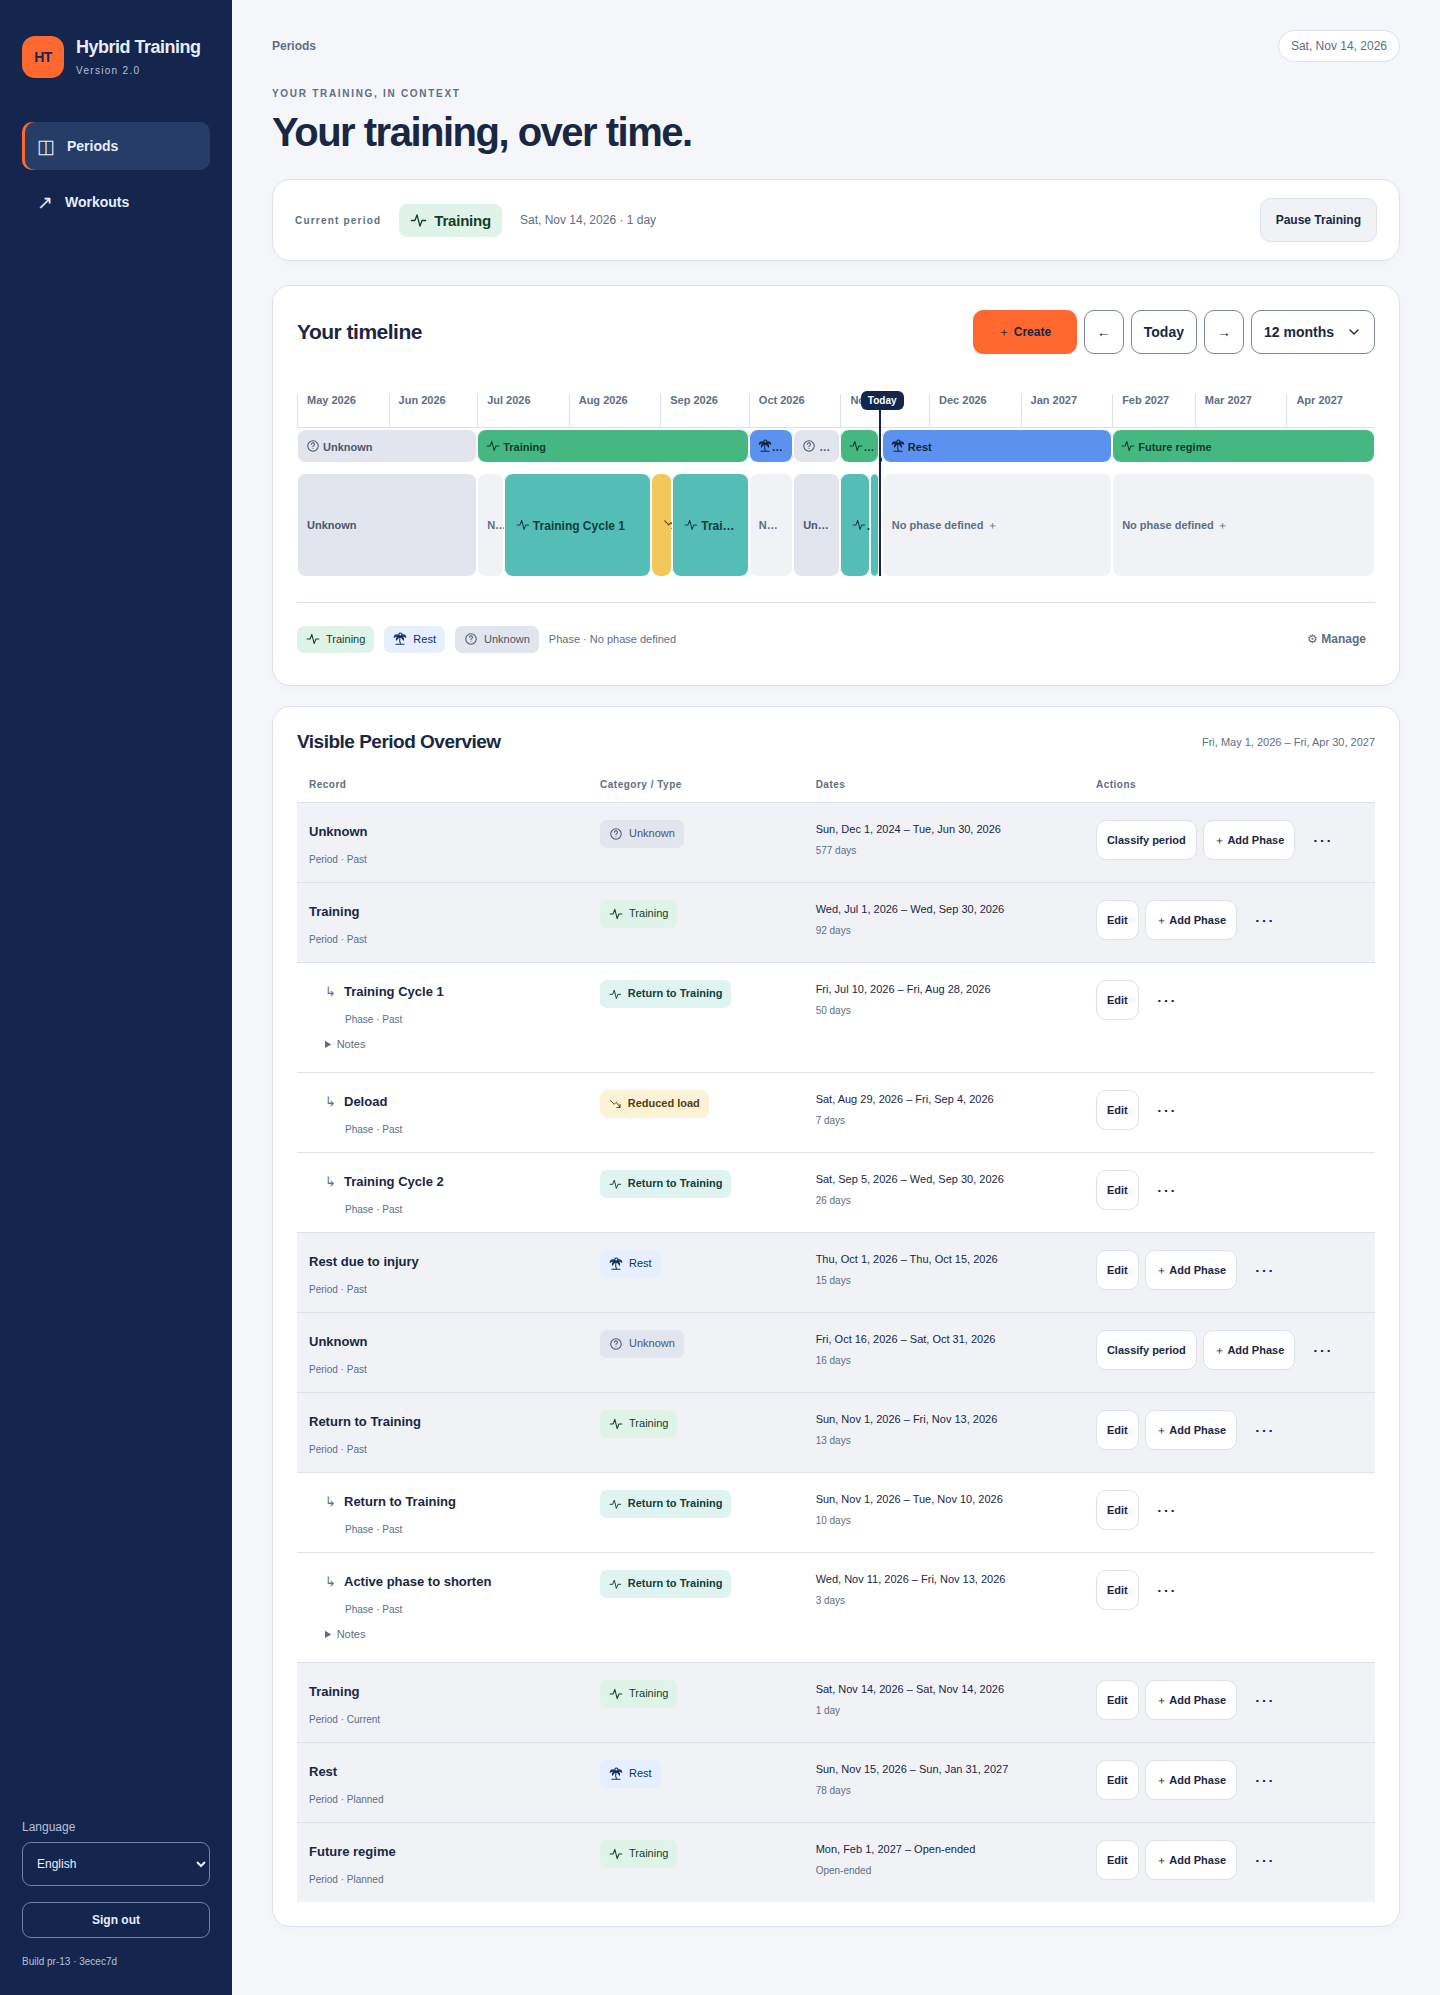 HT
Hybrid Training
Version 2.0
Periods
Workouts
Language
English
Sign out
Build pr-13 · 3ecec7d
Periods
Sat, Nov 14, 2026
YOUR TRAINING, IN CONTEXT
Your training, over time.
Current period
Training
Sat, Nov 14, 2026 · 1 day
Pause Training
Your timeline
+ Create
←
Today
→
12 months
May 2026
Jun 2026
Jul 2026
Aug 2026
Sep 2026
Oct 2026
Today
Dec 2026
Jan 2027
Feb 2027
Mar 2027
Apr 2027
Unknown
Training
...
...
...
Rest
Future regime
Unknown
N...
Training Cycle 1
Trai...
N...
Un...
No phase defined +
No phase defined +
Training
Rest
Unknown
Phase · No phase defined
⚙ Manage
Visible Period Overview
Fri, May 1, 2026 – Fri, Apr 30, 2027
Record Category / Type Dates Actions
Unknown
Period · Past
Unknown
Sun, Dec 1, 2024 – Tue, Jun 30, 2026
577 days
Classify period + Add Phase ···
Training
Period · Past
Training
Wed, Jul 1, 2026 – Wed, Sep 30, 2026
92 days
Edit + Add Phase ···
↳ Training Cycle 1
Phase · Past
▶ Notes
Return to Training
Fri, Jul 10, 2026 – Fri, Aug 28, 2026
50 days
Edit ···
↳ Deload
Phase · Past
Reduced load
Sat, Aug 29, 2026 – Fri, Sep 4, 2026
7 days
Edit ···
↳ Training Cycle 2
Phase · Past
Return to Training
Sat, Sep 5, 2026 – Wed, Sep 30, 2026
26 days
Edit ···
Rest due to injury
Period · Past
Rest
Thu, Oct 1, 2026 – Thu, Oct 15, 2026
15 days
Edit + Add Phase ···
Unknown
Period · Past
Unknown
Fri, Oct 16, 2026 – Sat, Oct 31, 2026
16 days
Classify period + Add Phase ···
Return to Training
Period · Past
Training
Sun, Nov 1, 2026 – Fri, Nov 13, 2026
13 days
Edit + Add Phase ···
↳ Return to Training
Phase · Past
Return to Training
Sun, Nov 1, 2026 – Tue, Nov 10, 2026
10 days
Edit ···
↳ Active phase to shorten
Phase · Past
▶ Notes
Return to Training
Wed, Nov 11, 2026 – Fri, Nov 13, 2026
3 days
Edit ···
Training
Period · Current
Training
Sat, Nov 14, 2026 – Sat, Nov 14, 2026
1 day
Edit + Add Phase ···
Rest
Period · Planned
Rest
Sun, Nov 15, 2026 – Sun, Jan 31, 2027
78 days
Edit + Add Phase ···
Future regime
Period · Planned
Training
Mon, Feb 1, 2027 – Open-ended
Open-ended
Edit + Add Phase ···